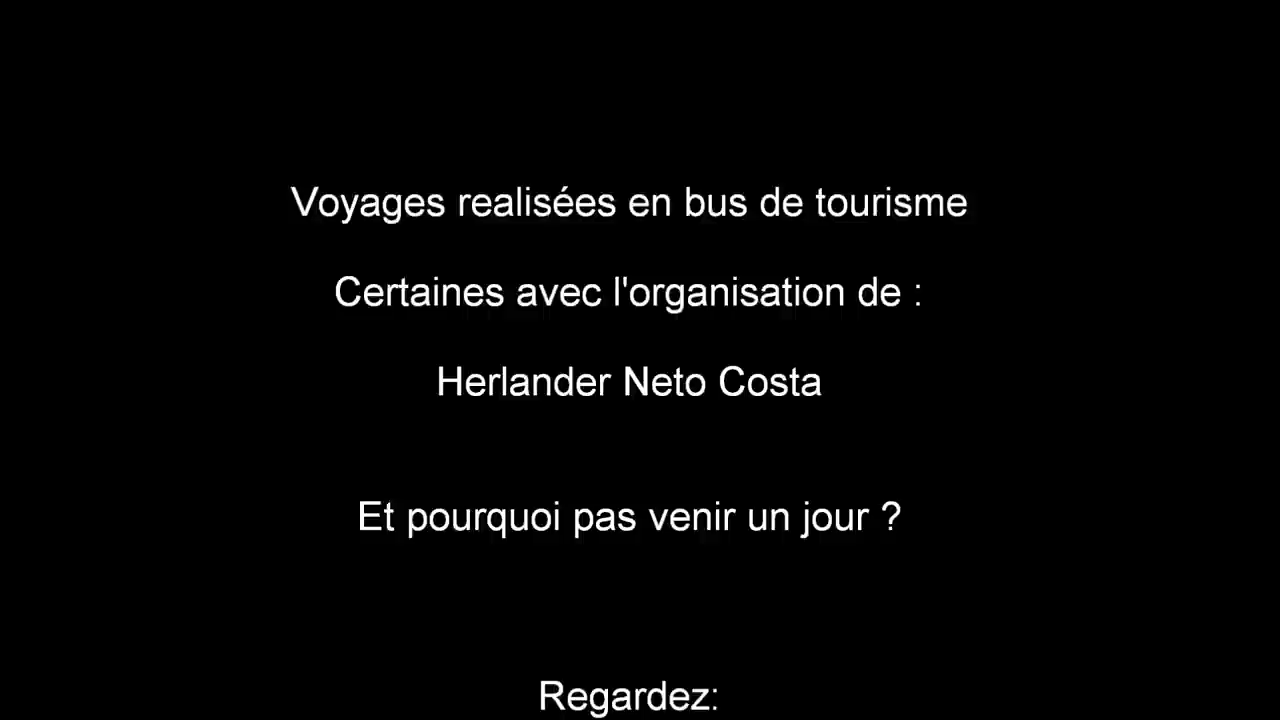 Voyages realisées en bus de tourisme
Certaines avec l'organisation de :
Herlander Neto Costa
Et pourquoi pas venir un jour ?
Regardez: